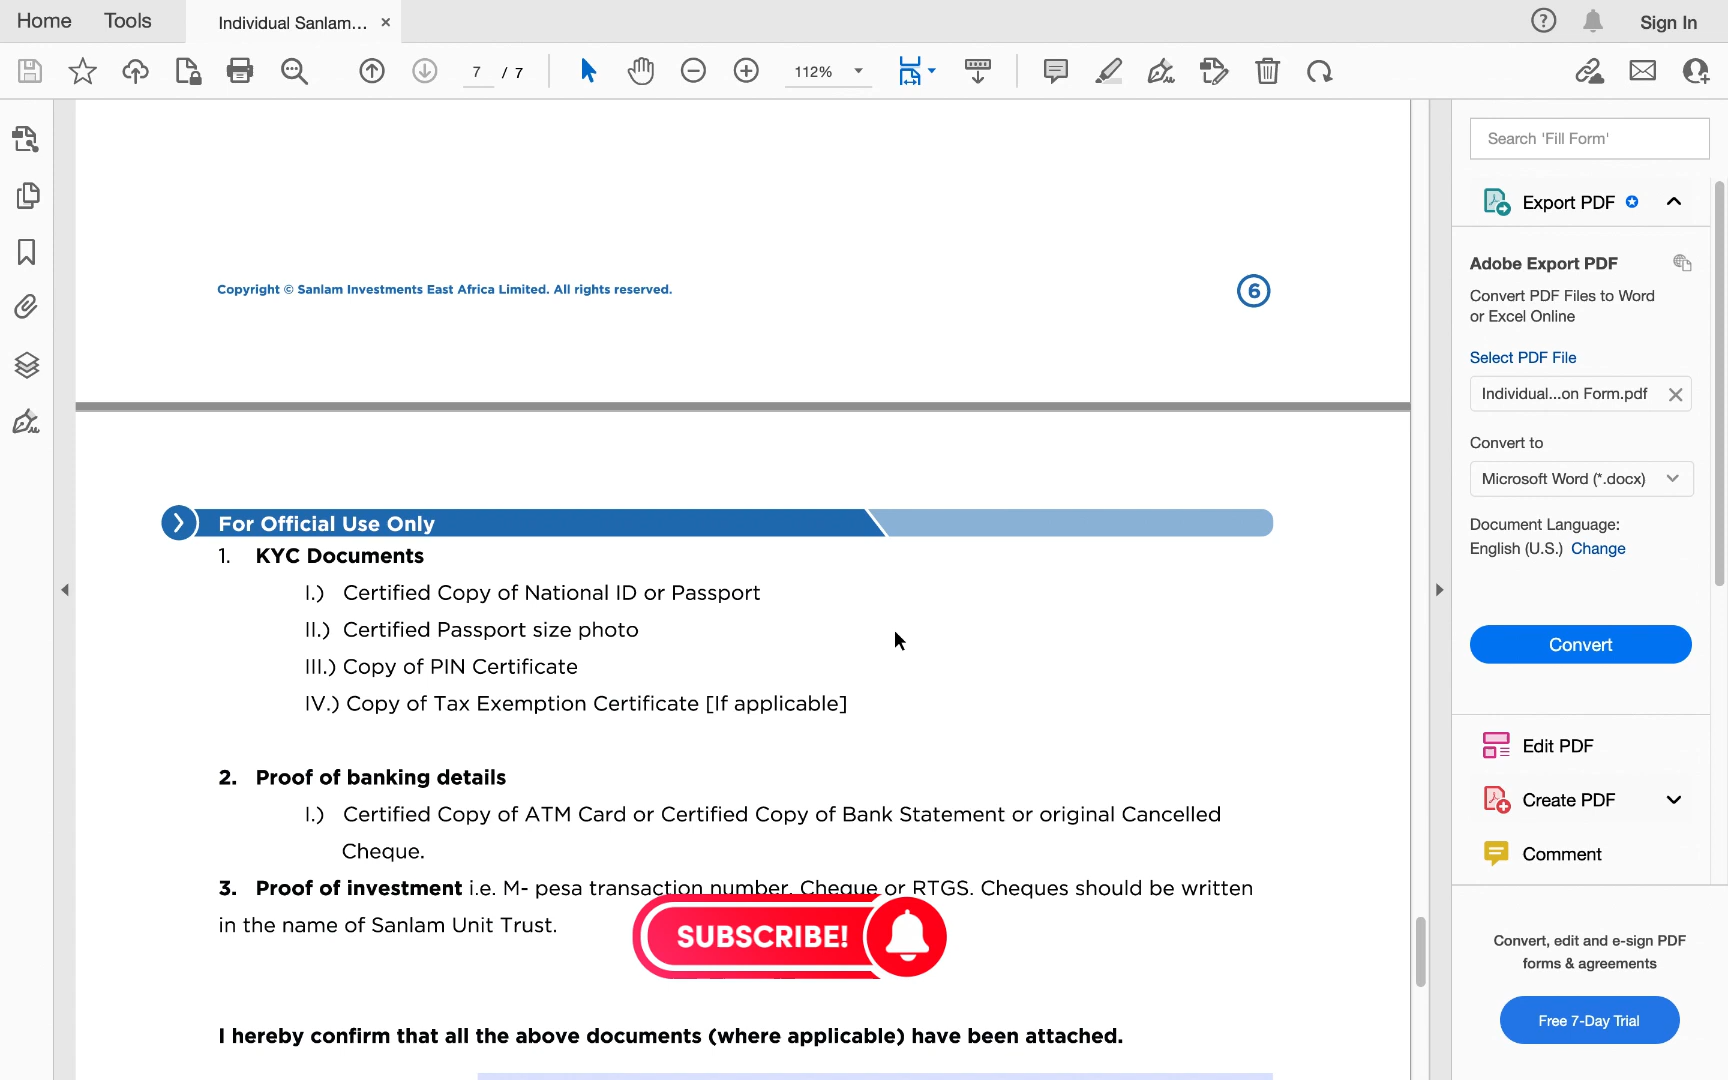 Home Tools Individual Sanlam... × Sign In
7 / 7 112%
Search 'Fill Form'
Export PDF
Adobe Export PDF
Convert PDF Files to Word
or Excel Online
Select PDF File
Individual...on Form.pdf
Convert to
Microsoft Word (*.docx)
Document Language:
English (U.S.) Change
Convert
Edit PDF
Create PDF
Comment
Convert, edit and e-sign PDF
forms & agreements
Free 7-Day Trial
Copyright © Sanlam Investments East Africa Limited. All rights reserved.
6
For Official Use Only
1. KYC Documents
I.) Certified Copy of National ID or Passport
II.) Certified Passport size photo
III.) Copy of PIN Certificate
IV.) Copy of Tax Exemption Certificate [If applicable]
2. Proof of banking details
I.) Certified Copy of ATM Card or Certified Copy of Bank Statement or original Cancelled
Cheque.
3. Proof of investment i.e. M- pesa transaction number, Cheque or RTGS. Cheques should be written
in the name of Sanlam Unit Trust.
SUBSCRIBE!
I hereby confirm that all the above documents (where applicable) have been attached.